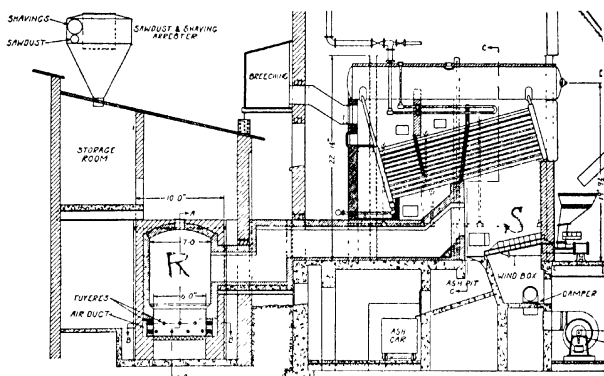 SHAVINGS
SAWDUST
SAWDUST & SHAVING
ARRESTER
BREECHING
STORAGE
ROOM
10'-0"
A
7'-0
R
6'-0"
TUYERES
AIR DUCT
B
C
S
WIND BOX
DAMPER
ASH PIT
C
ASH
CAR